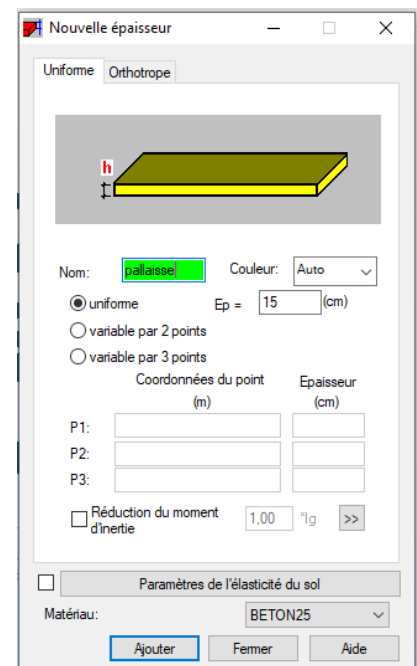 Nouvelle épaisseur
Uniforme Orthotrope
h
Nom: pallaisse Couleur: Auto
uniforme Ep = 15 (cm)
variable par 2 points
variable par 3 points
Coordonnées du point Epaisseur
(m) (cm)
P1:
P2:
P3:
Réduction du moment d'inertie 1,00 *Ig >>
Paramètres de l'élasticité du sol
Matériau: BETON25
Ajouter Fermer Aide